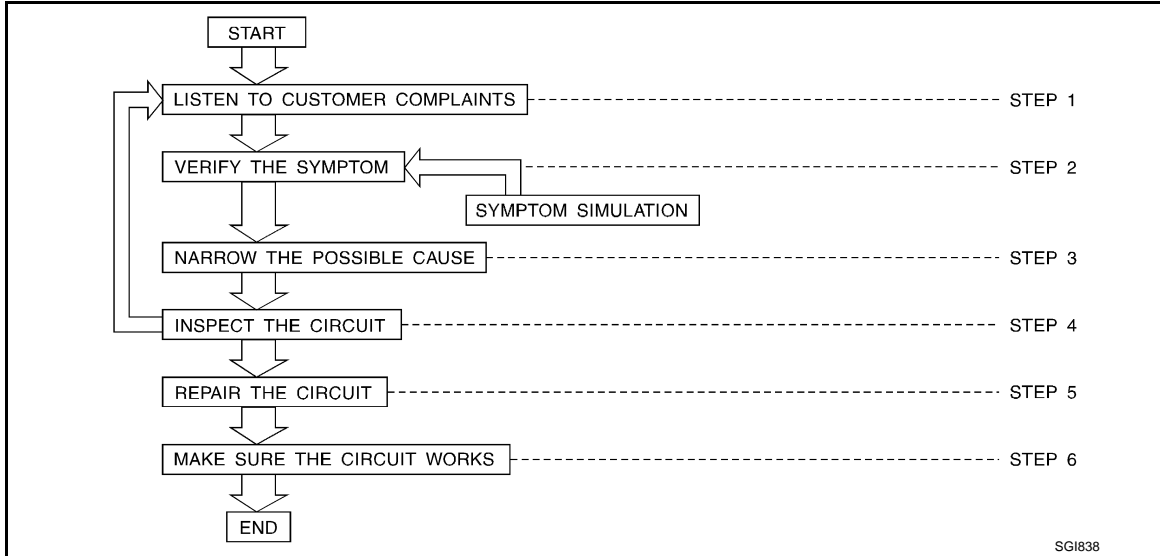 START
LISTEN TO CUSTOMER COMPLAINTS STEP 1
VERIFY THE SYMPTOM STEP 2
SYMPTOM SIMULATION
NARROW THE POSSIBLE CAUSE STEP 3
INSPECT THE CIRCUIT STEP 4
REPAIR THE CIRCUIT STEP 5
MAKE SURE THE CIRCUIT WORKS STEP 6
END
SGI838